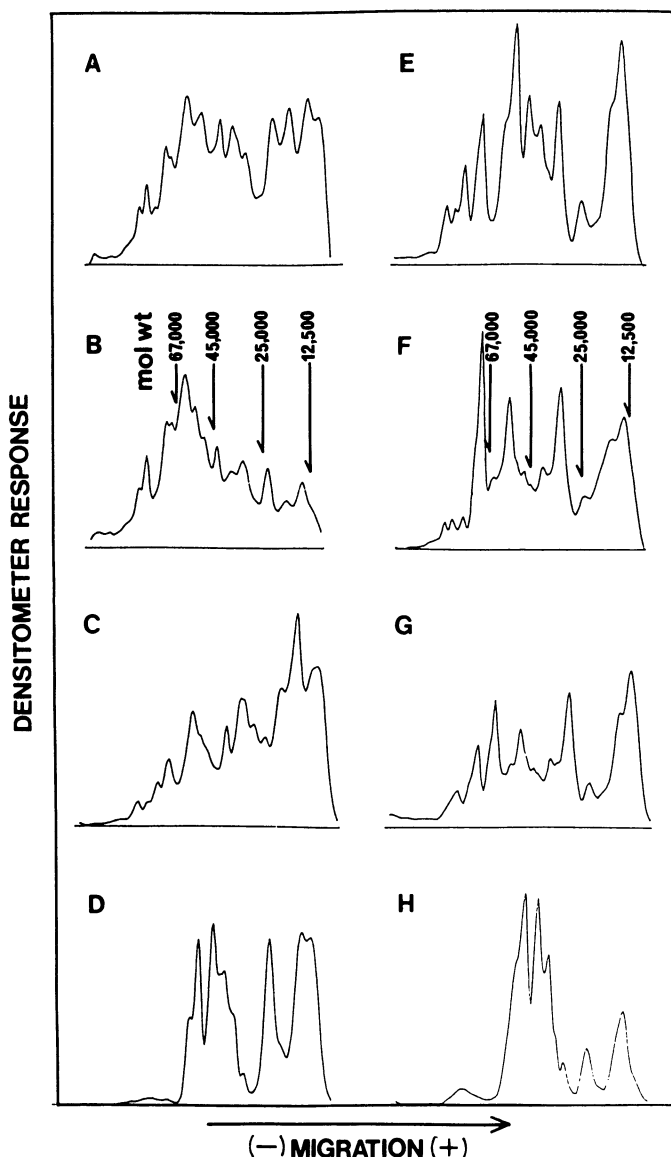 A
E
B
mol wt
67,000
45,000
25,000
12,500
F
67,000
45,000
25,000
12,500
C
G
D
H
DENSITOMETER RESPONSE
(−) MIGRATION (+)